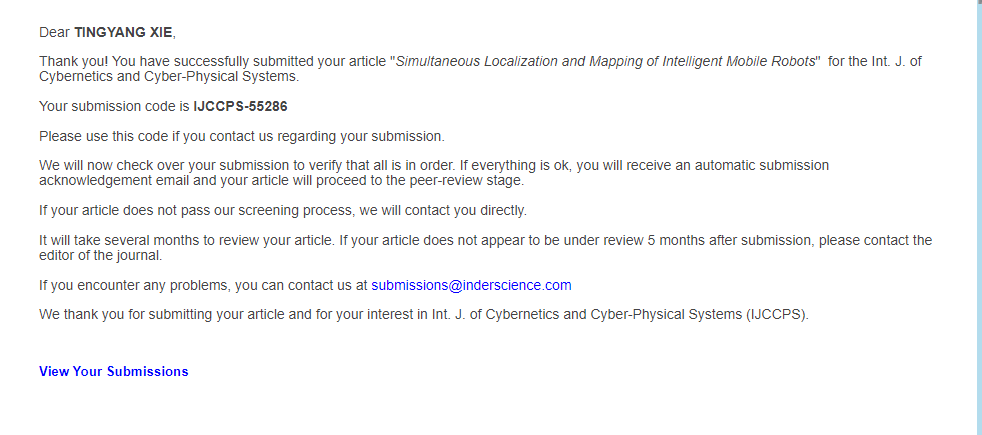 Dear TINGYANG XIE,
Thank you! You have successfully submitted your article "Simultaneous Localization and Mapping of Intelligent Mobile Robots" for the Int. J. of
Cybernetics and Cyber-Physical Systems.
Your submission code is IJCCPS-55286
Please use this code if you contact us regarding your submission.
We will now check over your submission to verify that all is in order. If everything is ok, you will receive an automatic submission
acknowledgement email and your article will proceed to the peer-review stage.
If your article does not pass our screening process, we will contact you directly.
It will take several months to review your article. If your article does not appear to be under review 5 months after submission, please contact the
editor of the journal.
If you encounter any problems, you can contact us at submissions@inderscience.com
We thank you for submitting your article and for your interest in Int. J. of Cybernetics and Cyber-Physical Systems (IJCCPS).
View Your Submissions